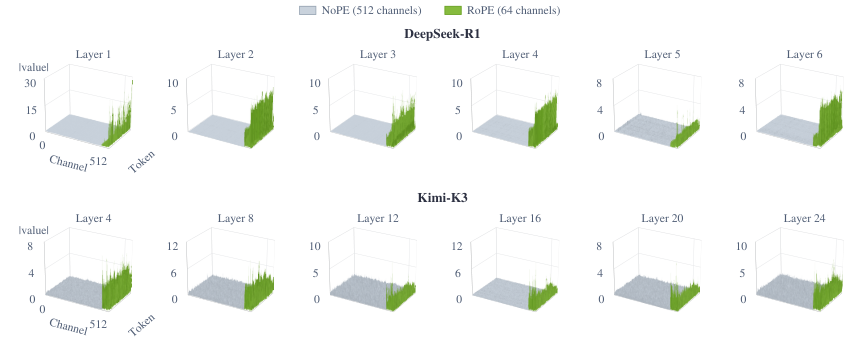 NoPE (512 channels) RoPE (64 channels)
DeepSeek-R1
Layer 1 Layer 2 Layer 3 Layer 4 Layer 5 Layer 6
|value|
30 10 10 10 8 8
15 5 5 5 4 4
0 0 0 0 0 0
0
Channel 512 Token
Kimi-K3
Layer 4 Layer 8 Layer 12 Layer 16 Layer 20 Layer 24
|value|
8 12 10 12 8 10
4 6 5 6 4 5
0 0 0 0 0 0
0
Channel 512 Token